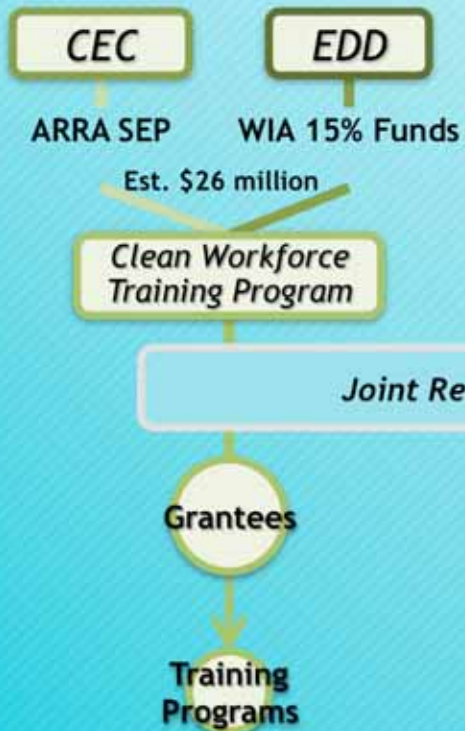 CEC
EDD
ARRA SEP
WIA 15% Funds
Est. $26 million
Clean Workforce
Training Program
Joint Re
Grantees
Training
Programs